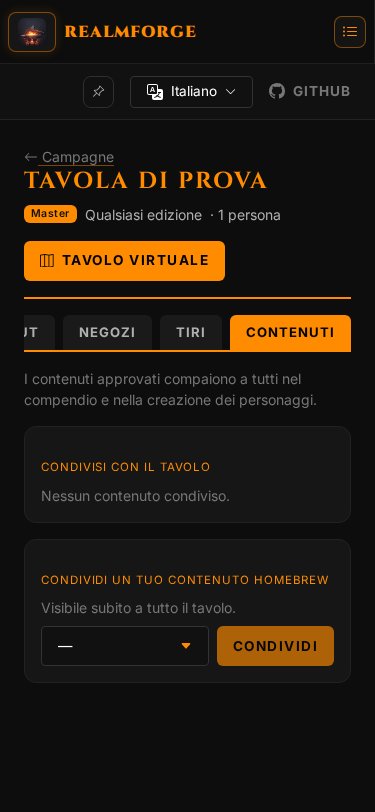 REALMFORGE
Italiano
GITHUB
Campagne
TAVOLA DI PROVA
Master Qualsiasi edizione · 1 persona
TAVOLO VIRTUALE
UT NEGOZI TIRI CONTENUTI
I contenuti approvati compaiono a tutti nel
compendio e nella creazione dei personaggi.
CONDIVISI CON IL TAVOLO
Nessun contenuto condiviso.
CONDIVIDI UN TUO CONTENUTO HOMEBREW
Visibile subito a tutto il tavolo.
— CONDIVIDI